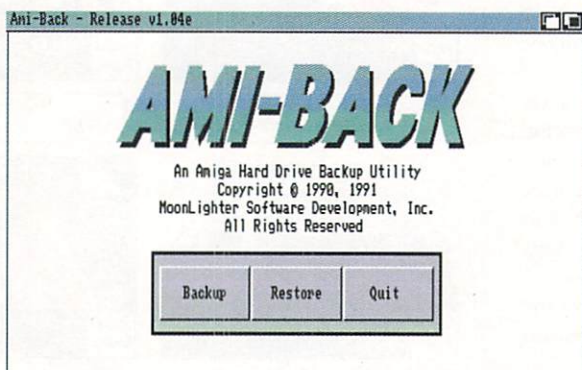 Ami-Back - Release v1.04e
AMI-BACK
An Amiga Hard Drive Backup Utility
Copyright @ 1990, 1991
MoonLighter Software Development, Inc.
All Rights Reserved
Backup Restore Quit